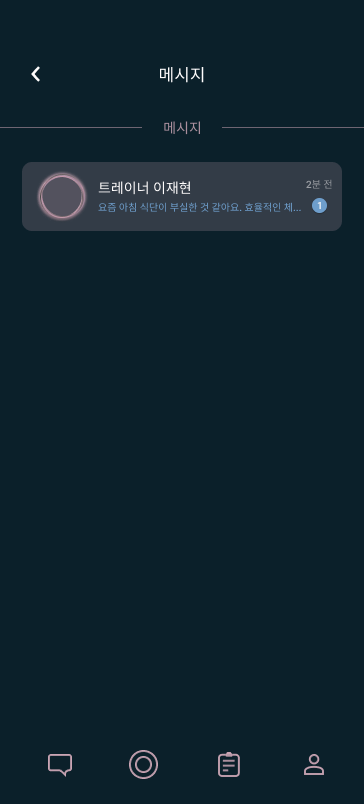 메시지
메시지
트레이너 이재현
2분 전
요즘 아침 식단이 부실한 것 같아요. 효율적인 체...
1